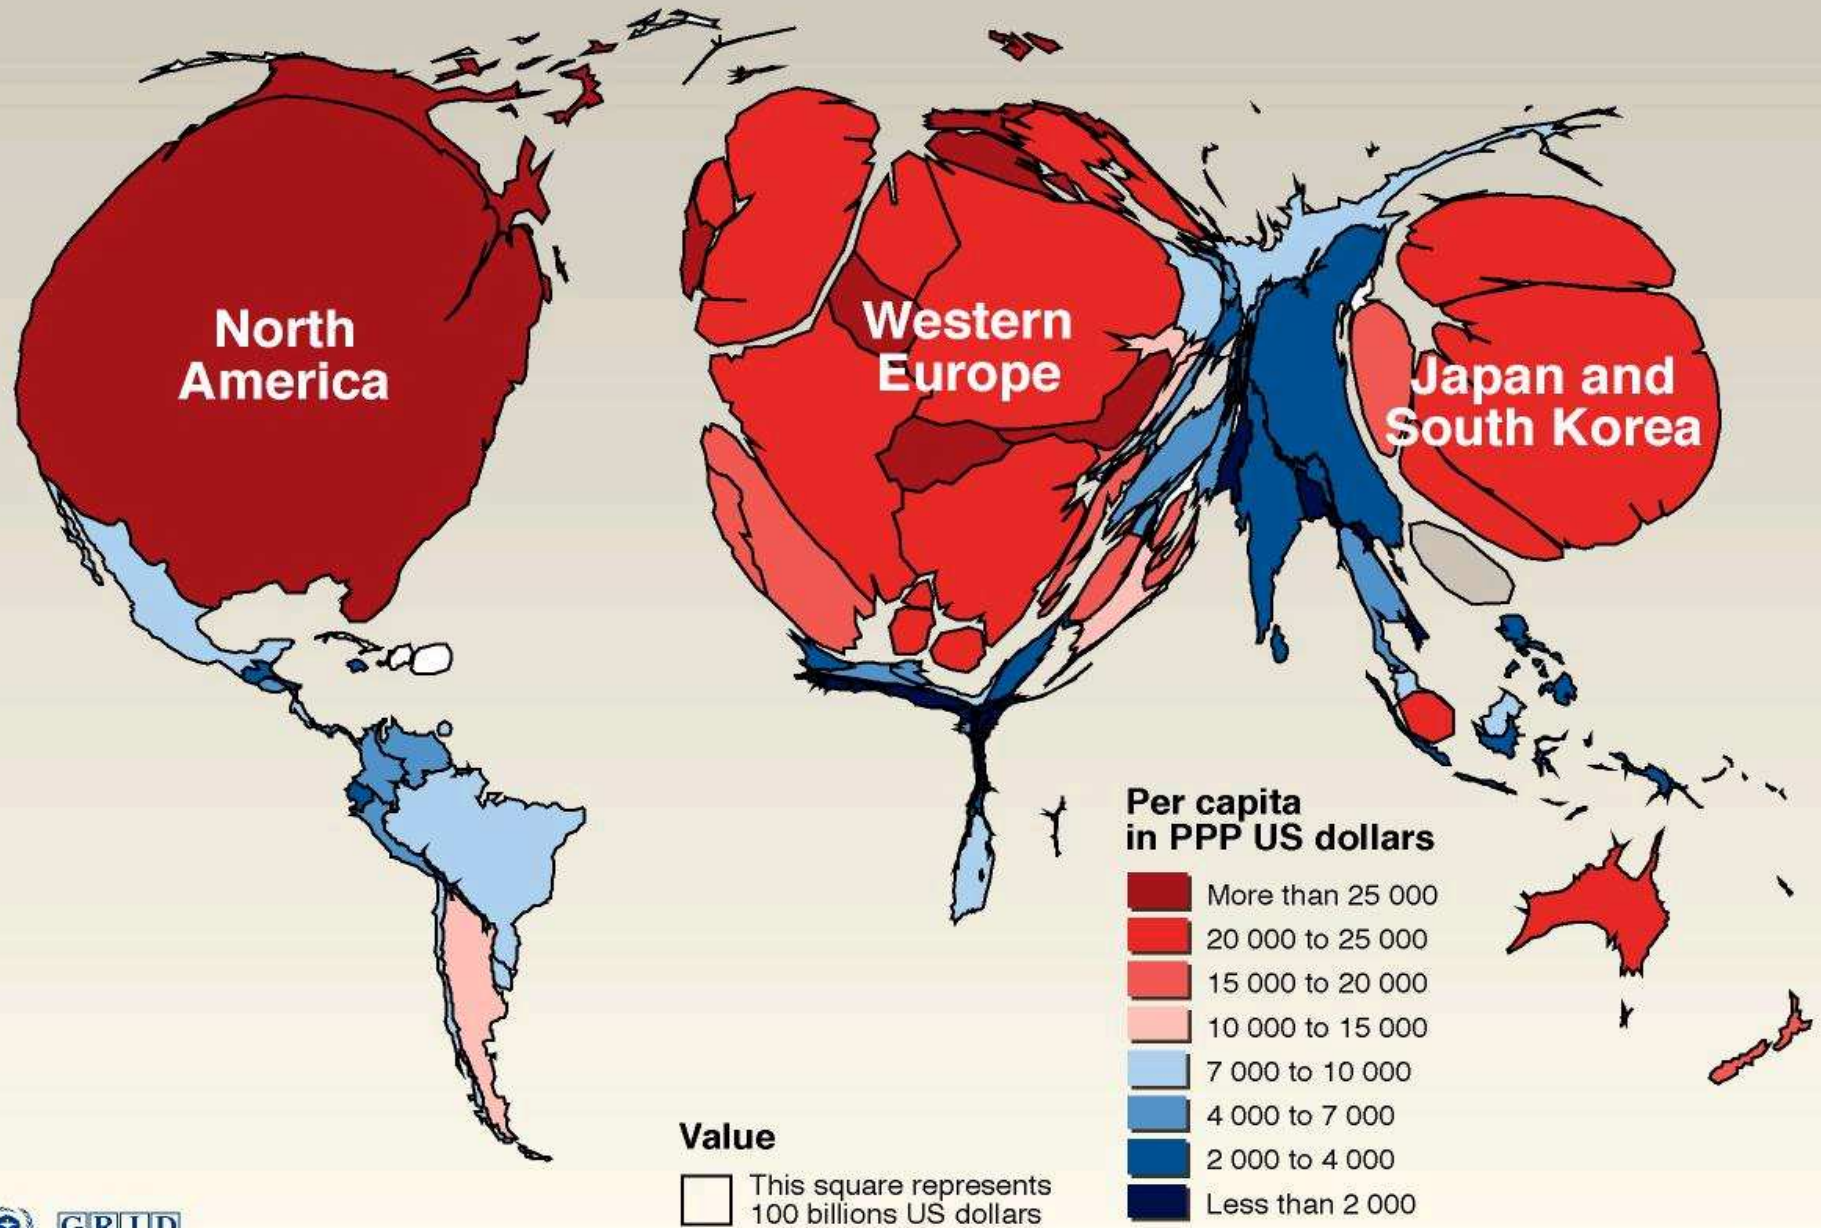 North
America
Western
Europe
Japan and
South Korea
Per capita
in PPP US dollars
More than 25 000
20 000 to 25 000
15 000 to 20 000
10 000 to 15 000
7 000 to 10 000
4 000 to 7 000
2 000 to 4 000
Less than 2 000
Value
This square represents
100 billions US dollars
GRID